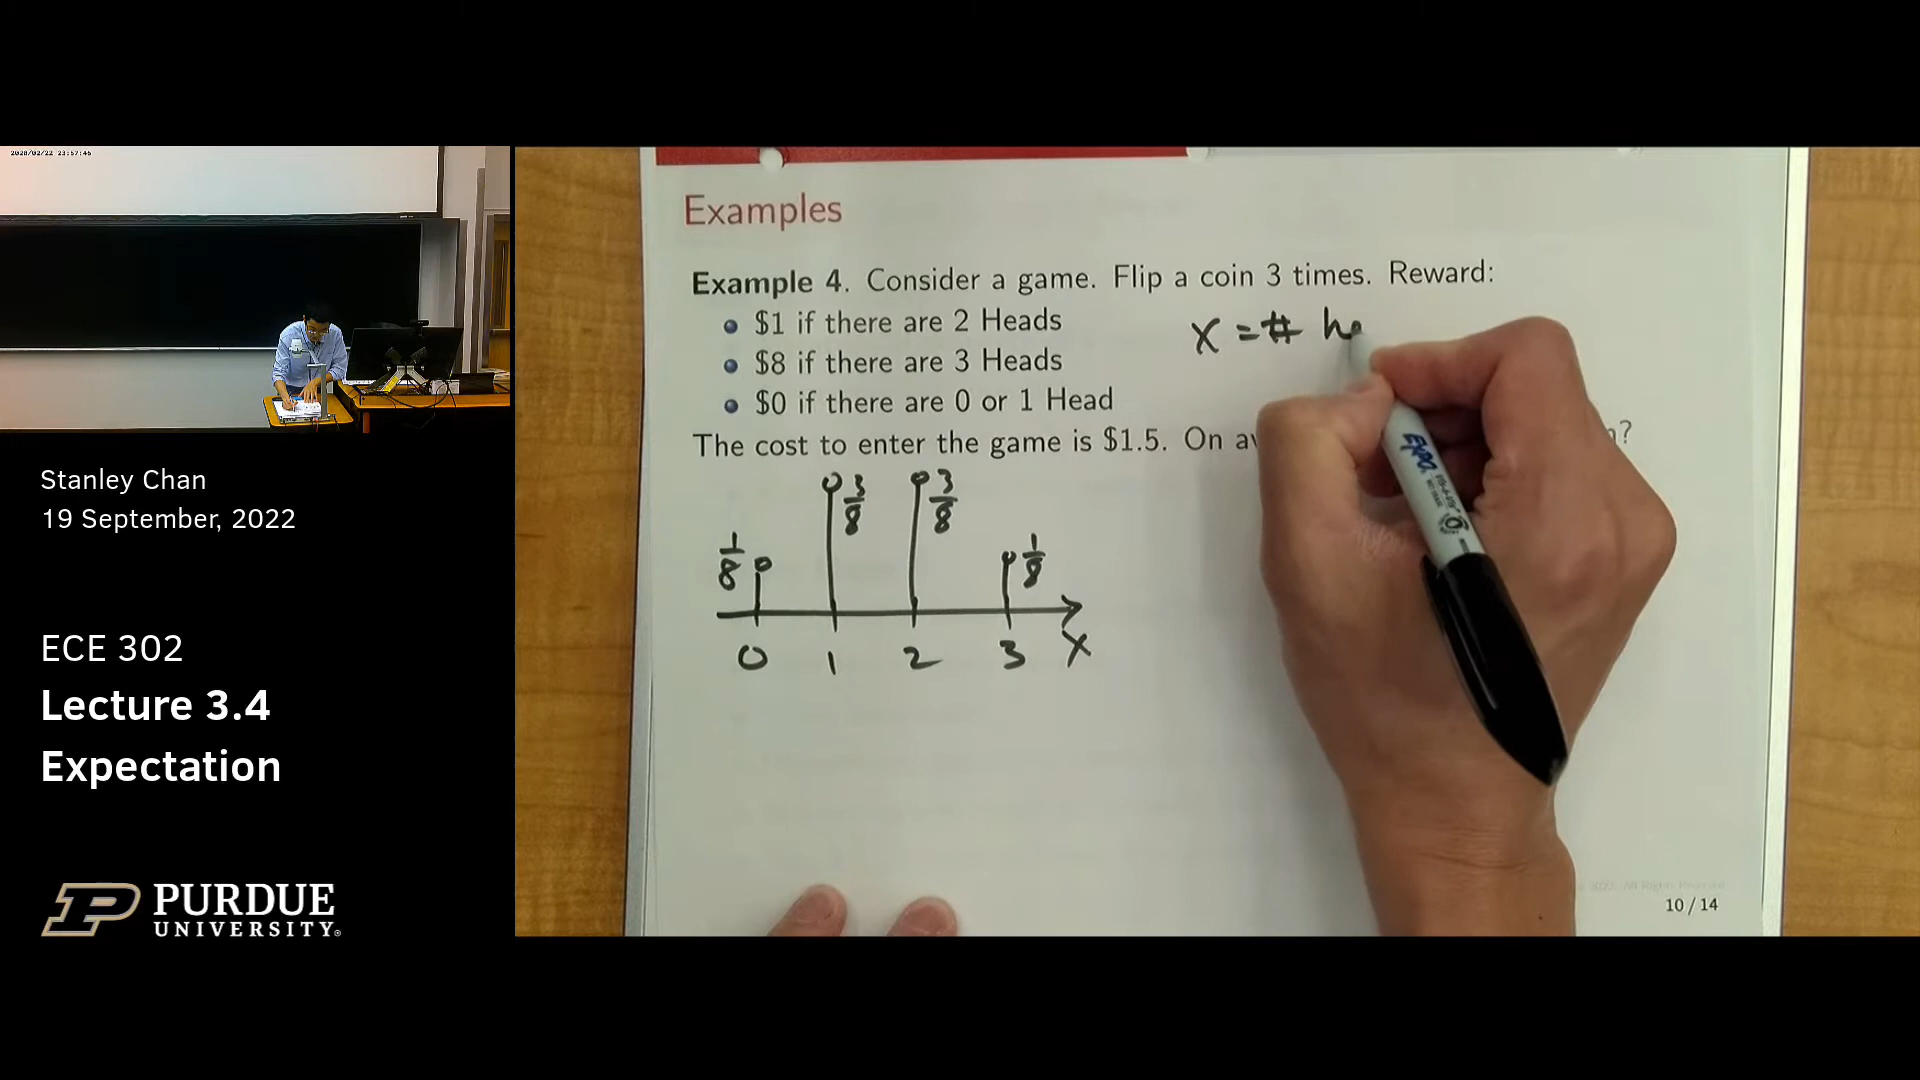 2020/02/22 23:57:46
Stanley Chan
19 September, 2022
ECE 302
Lecture 3.4
Expectation
PURDUE
UNIVERSITY
Examples
Example 4. Consider a game. Flip a coin 3 times. Reward:
$1 if there are 2 Heads
$8 if there are 3 Heads
$0 if there are 0 or 1 Head
X = # he
The cost to enter the game is $1.5. On av ?
1/8 3/8 3/8 1/8
0 1 2 3 X
EXPO
10 / 14